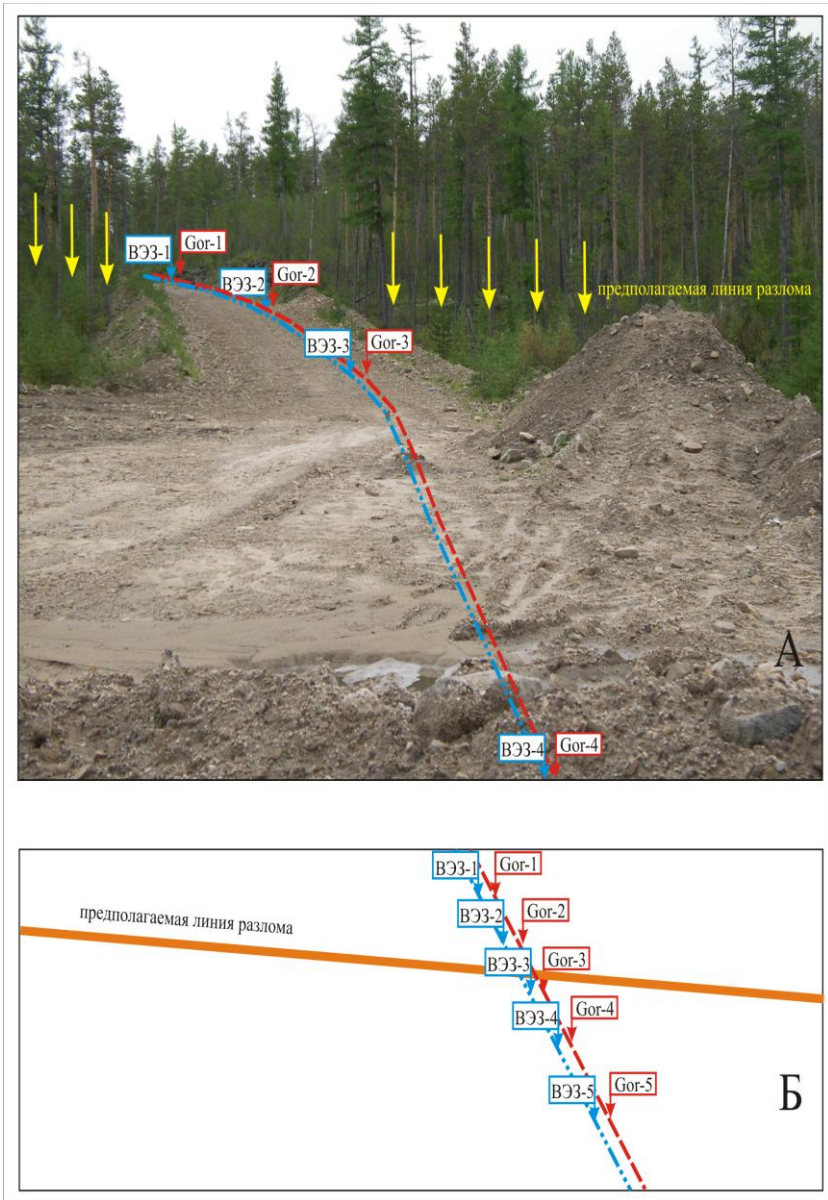 ВЭЗ-1
Gor-1
ВЭЗ-2
Gor-2
предполагаемая линия разлома
ВЭЗ-3
Gor-3
А
ВЭЗ-4
Gor-4
ВЭЗ-1
Gor-1
предполагаемая линия разлома
ВЭЗ-2
Gor-2
ВЭЗ-3
Gor-3
ВЭЗ-4
Gor-4
ВЭЗ-5
Gor-5
Б